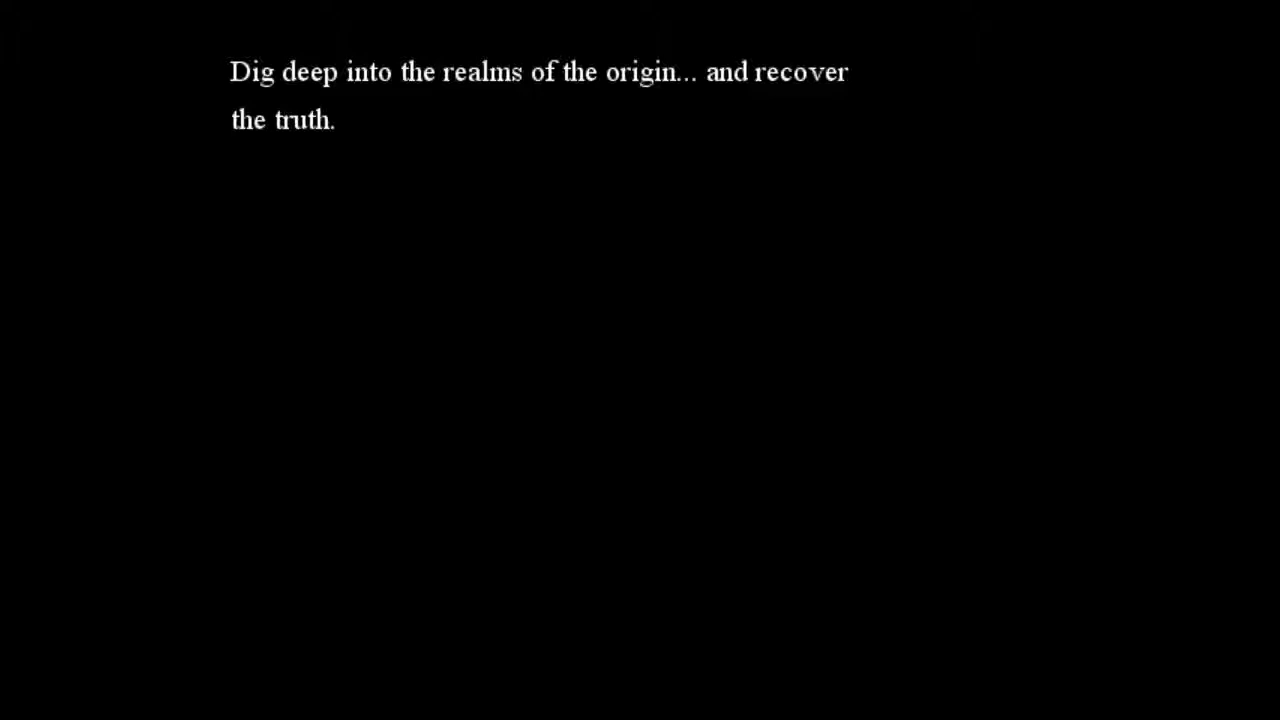 Dig deep into the realms of the origin... and recover
the truth.